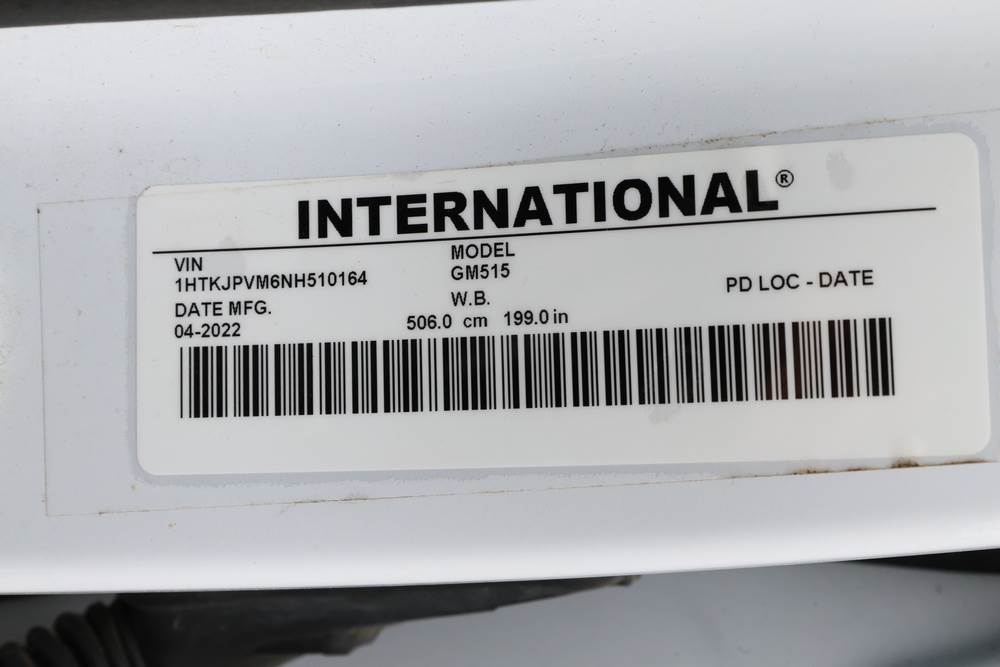 INTERNATIONAL®
VIN
1HTKJPVM6NH510164
DATE MFG.
04-2022
MODEL
GM515
W.B.
506.0 cm 199.0 in
PD LOC - DATE